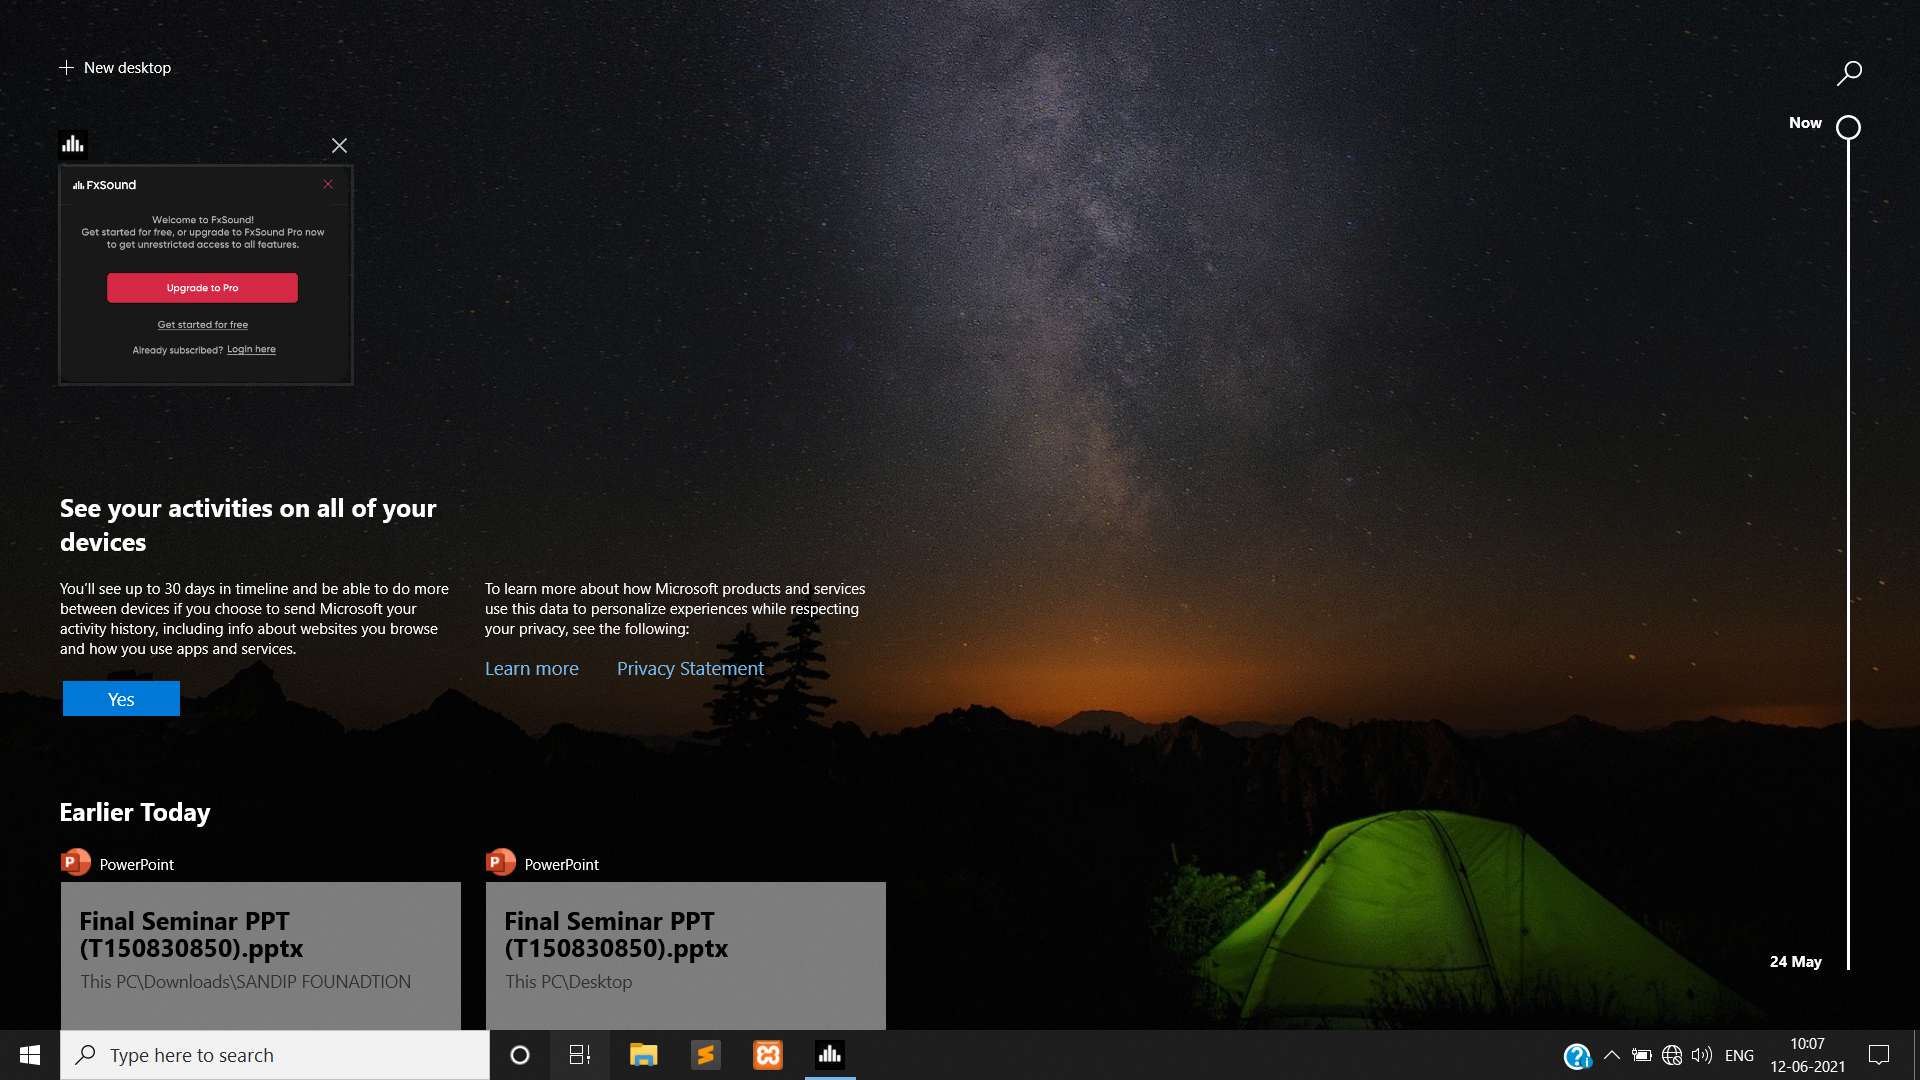 New desktop
Now
FxSound
Welcome to FxSound!
Get started for free, or upgrade to FxSound Pro now
to get unrestricted access to all features.
Upgrade to Pro
Get started for free
Already subscribed? Login here
See your activities on all of your
devices
You'll see up to 30 days in timeline and be able to do more
between devices if you choose to send Microsoft your
activity history, including info about websites you browse
and how you use apps and services.
Yes
To learn more about how Microsoft products and services
use this data to personalize experiences while respecting
your privacy, see the following:
Learn more Privacy Statement
Earlier Today
PowerPoint
Final Seminar PPT
(T150830850).pptx
This PC\Downloads\SANDIP FOUNADTION
PowerPoint
Final Seminar PPT
(T150830850).pptx
This PC\Desktop
24 May
Type here to search
ENG
10:07
12-06-2021